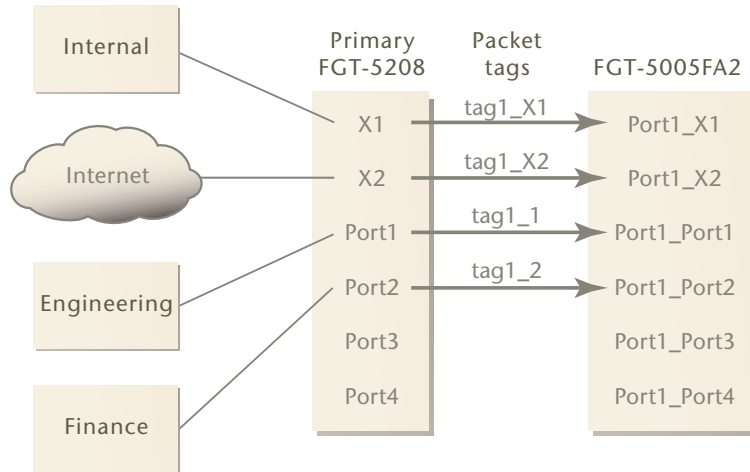 Internal
Internet
Engineering
Finance
Primary
FGT-5208
X1
X2
Port1
Port2
Port3
Port4
Packet
tags
tag1_X1
tag1_X2
tag1_1
tag1_2
FGT-5005FA2
Port1_X1
Port1_X2
Port1_Port1
Port1_Port2
Port1_Port3
Port1_Port4